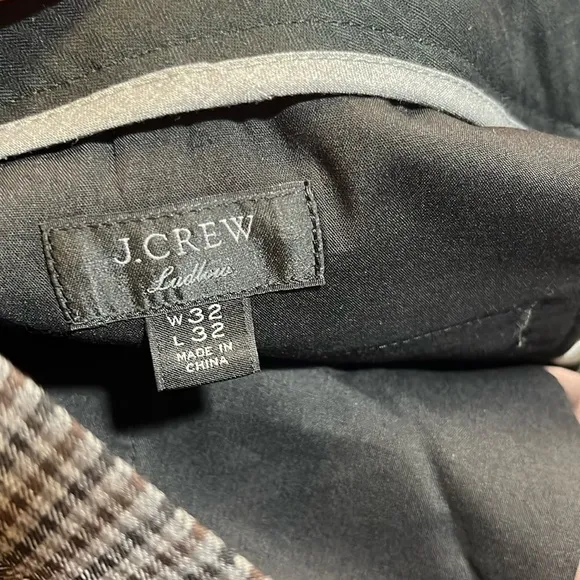 J.CREW
Ludlow
W 32
L 32
MADE IN
CHINA